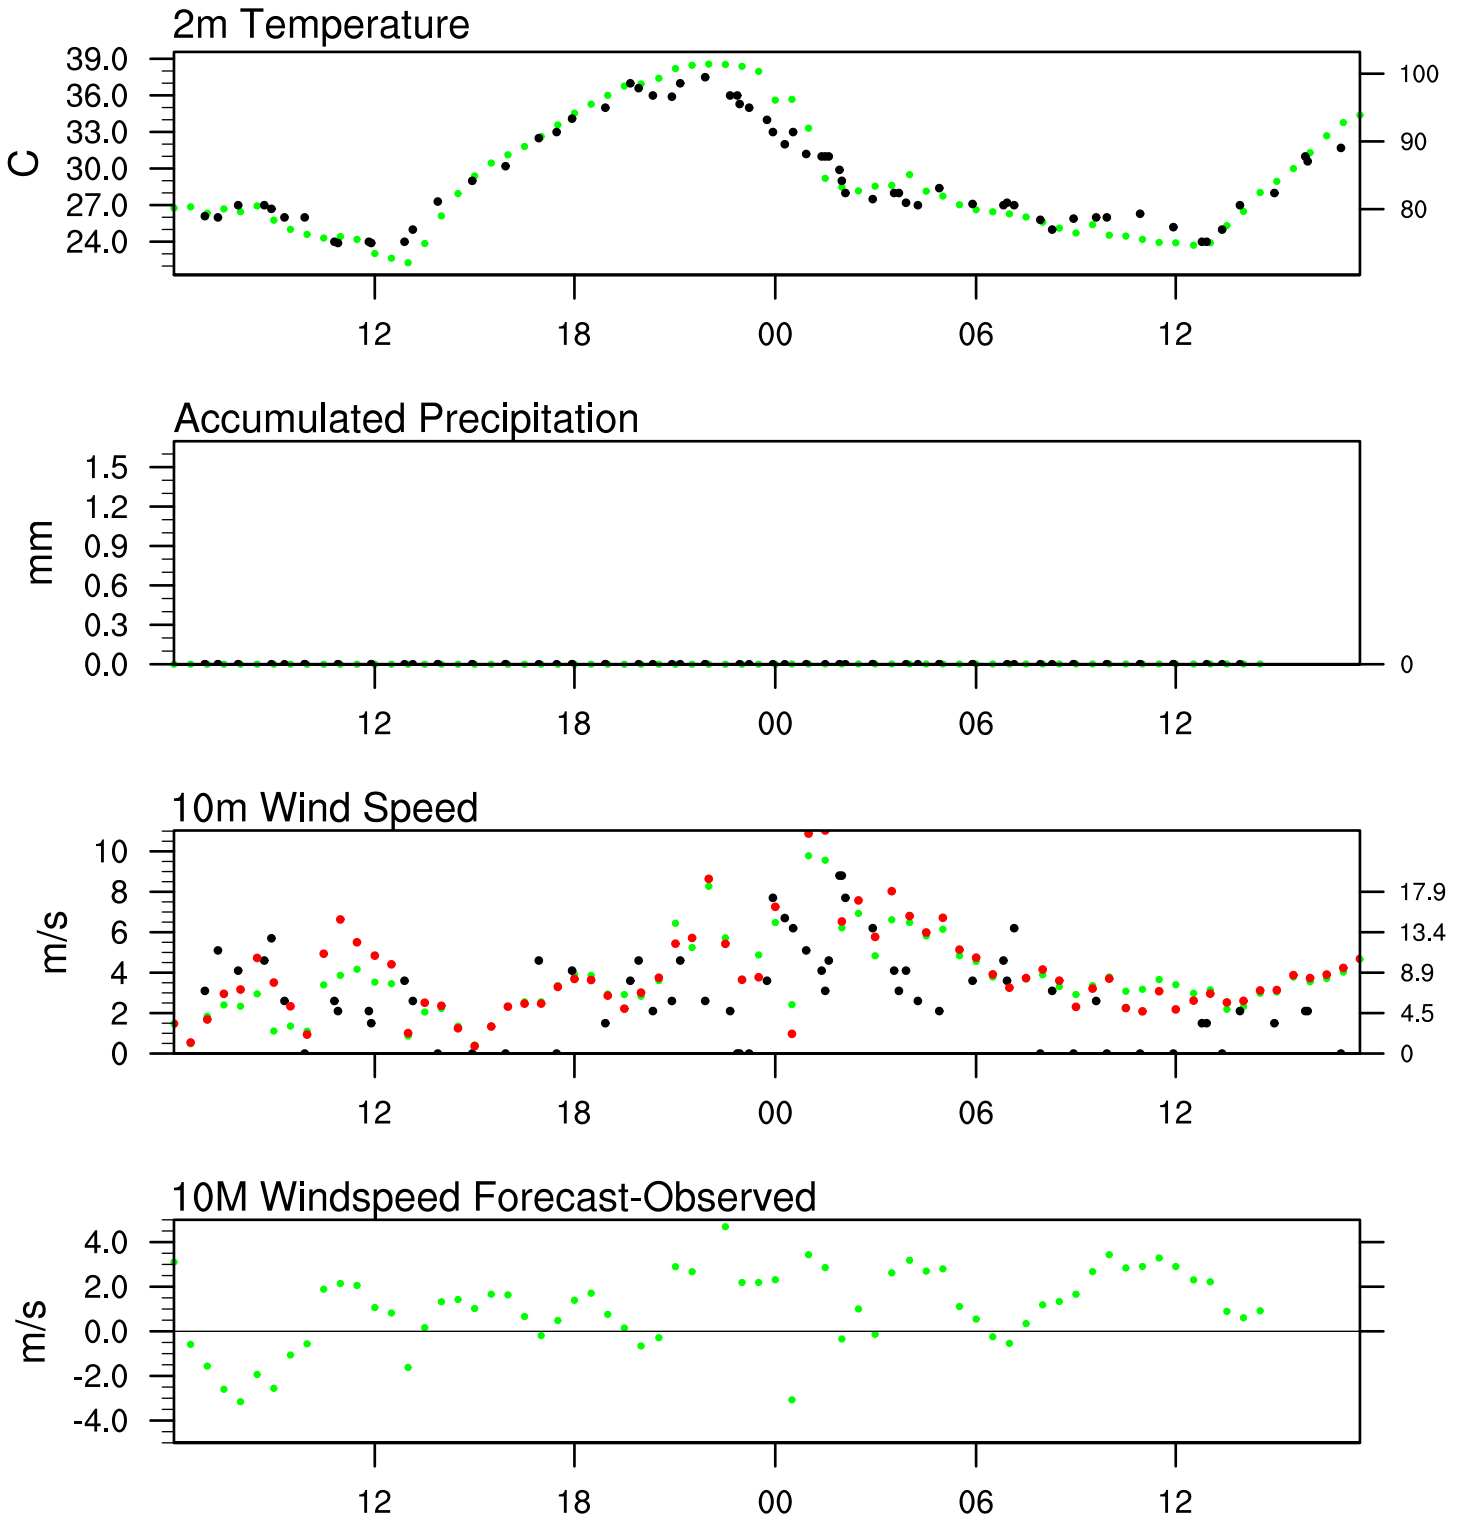 2m Temperature
39.0
36.0
33.0
30.0
27.0
24.0
C
100
90
80
12 18 00 06 12
Accumulated Precipitation
1.5
1.2
0.9
0.6
0.3
0.0
mm
0
12 18 00 06 12
10m Wind Speed
10
8
6
4
2
0
m/s
17.9
13.4
8.9
4.5
0
12 18 00 06 12
10M Windspeed Forecast-Observed
4.0
2.0
0.0
-2.0
-4.0
m/s
12 18 00 06 12